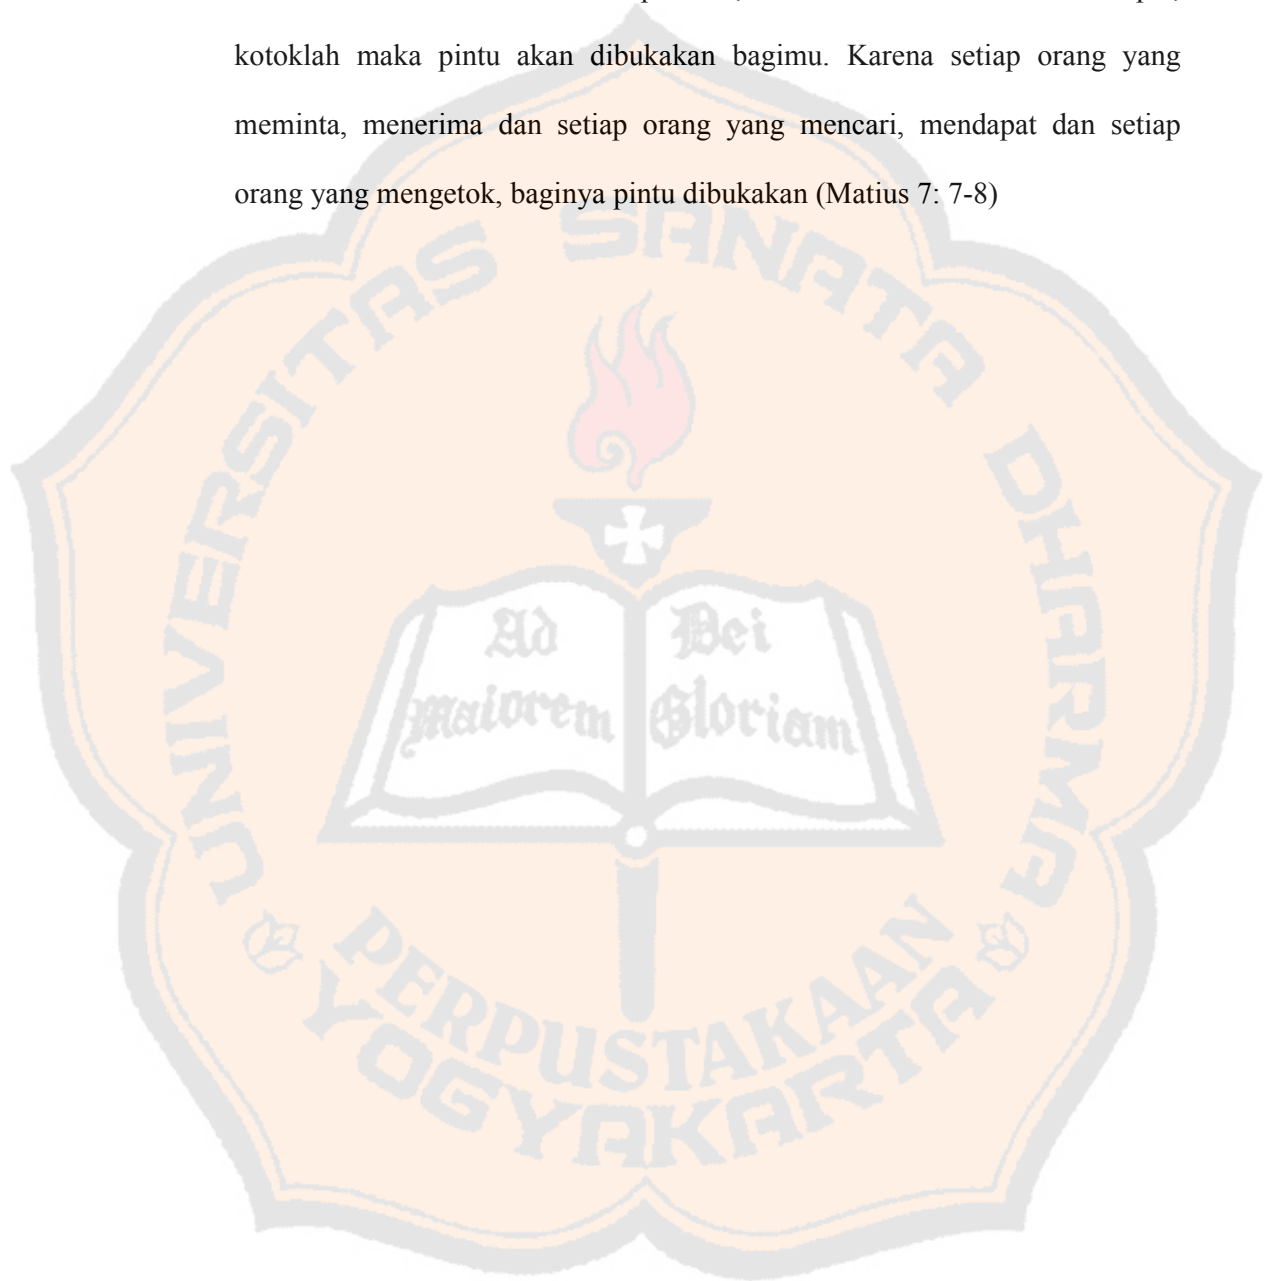 kotoklah maka pintu akan dibukakan bagimu. Karena setiap orang yang
meminta, menerima dan setiap orang yang mencari, mendapat dan setiap
orang yang mengetok, baginya pintu dibukakan (Matius 7: 7-8)
UNIVERSITAS SANATA DHARMA
Ad Dei
maiorem Gloriam
PERPUSTAKAAN
YOGYAKARTA